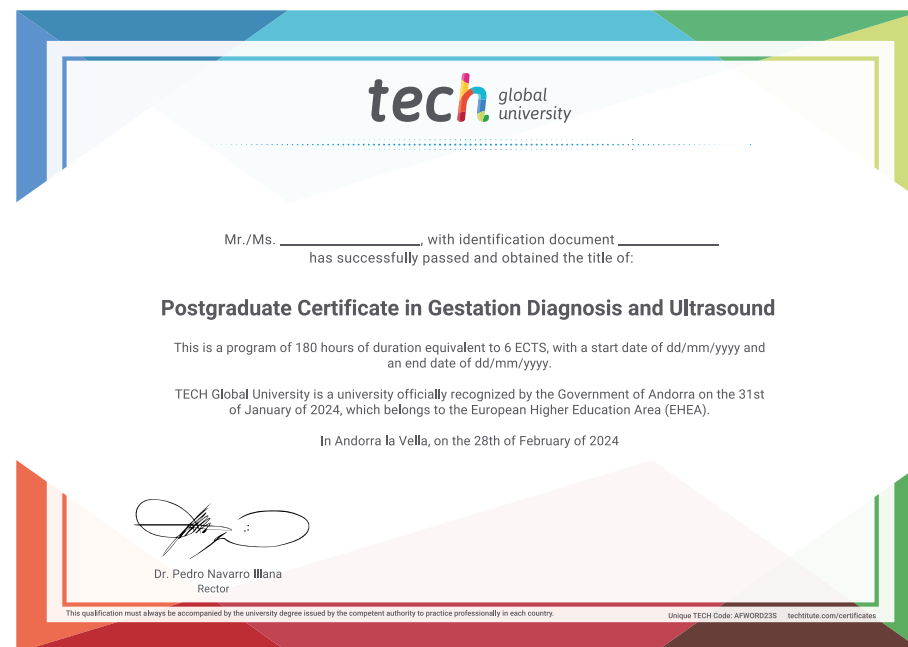 tech global university
Mr./Ms. ____________________, with identification document ______________
has successfully passed and obtained the title of:
Postgraduate Certificate in Gestation Diagnosis and Ultrasound
This is a program of 180 hours of duration equivalent to 6 ECTS, with a start date of dd/mm/yyyy and
an end date of dd/mm/yyyy.
TECH Global University is a university officially recognized by the Government of Andorra on the 31st
of January of 2024, which belongs to the European Higher Education Area (EHEA).
In Andorra la Vella, on the 28th of February of 2024
Dr. Pedro Navarro Illana
Rector
This qualification must always be accompanied by the university degree issued by the competent authority to practice professionally in each country.
Unique TECH Code: AFWORD23S techtitute.com/certificates